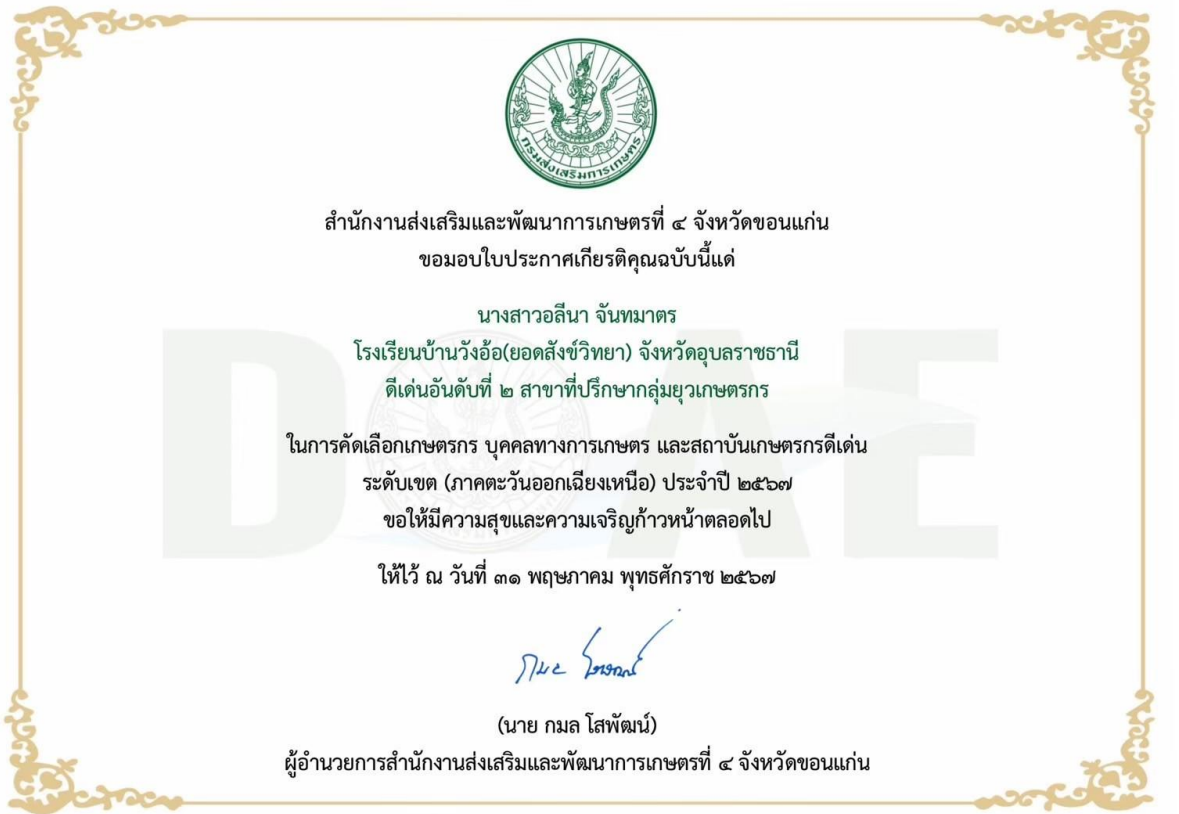 กรมส่งเสริมการเกษตร
สำนักงานส่งเสริมและพัฒนาการเกษตรที่ ๔ จังหวัดขอนแก่น
ขอมอบใบประกาศเกียรติคุณฉบับนี้แด่
นางสาวอลีนา จันทมาตร
โรงเรียนบ้านวังอ้อ(ยอดสังข์วิทยา) จังหวัดอุบลราชธานี
ดีเด่นอันดับที่ ๒ สาขาที่ปรึกษากลุ่มยุวเกษตรกร
ในการคัดเลือกเกษตรกร บุคคลทางการเกษตร และสถาบันเกษตรกรดีเด่น
ระดับเขต (ภาคตะวันออกเฉียงเหนือ) ประจำปี ๒๕๖๗
ขอให้มีความสุขและความเจริญก้าวหน้าตลอดไป
ให้ไว้ ณ วันที่ ๓๑ พฤษภาคม พุทธศักราช ๒๕๖๗
(นาย กมล โสพัฒน์)
ผู้อำนวยการสำนักงานส่งเสริมและพัฒนาการเกษตรที่ ๔ จังหวัดขอนแก่น
DOAE